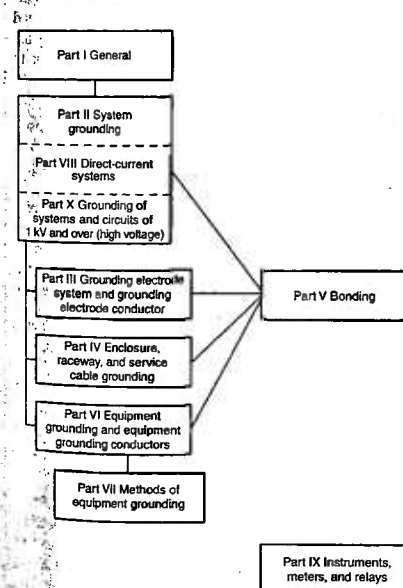 Part I General
Part II System
grounding
Part VIII Direct-current
systems
Part X Grounding of
systems and circuits of
1 kV and over (high voltage)
Part III Grounding electrode
system and grounding
electrode conductor
Part V Bonding
Part IV Enclosure,
raceway, and service
cable grounding
Part VI Equipment
grounding and equipment
grounding conductors
Part VII Methods of
equipment grounding
Part IX Instruments,
meters, and relays